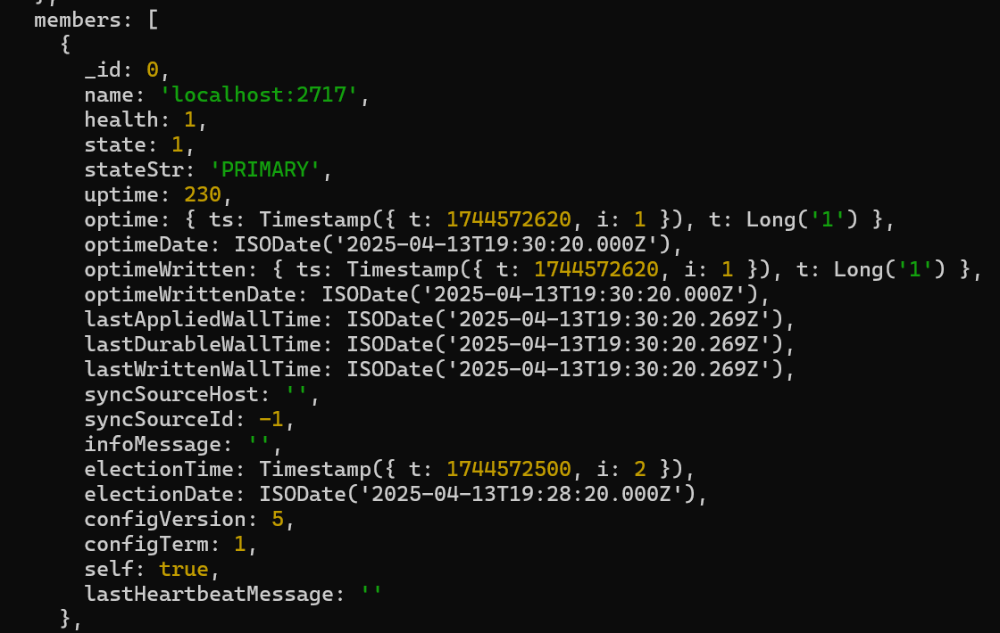 },
members: [
{
_id: 0,
name: 'localhost:2717',
health: 1,
state: 1,
stateStr: 'PRIMARY',
uptime: 230,
optime: { ts: Timestamp({ t: 1744572620, i: 1 }), t: Long('1') },
optimeDate: ISODate('2025-04-13T19:30:20.000Z'),
optimeWritten: { ts: Timestamp({ t: 1744572620, i: 1 }), t: Long('1') },
optimeWrittenDate: ISODate('2025-04-13T19:30:20.000Z'),
lastAppliedWallTime: ISODate('2025-04-13T19:30:20.269Z'),
lastDurableWallTime: ISODate('2025-04-13T19:30:20.269Z'),
lastWrittenWallTime: ISODate('2025-04-13T19:30:20.269Z'),
syncSourceHost: '',
syncSourceId: -1,
infoMessage: '',
electionTime: Timestamp({ t: 1744572500, i: 2 }),
electionDate: ISODate('2025-04-13T19:28:20.000Z'),
configVersion: 5,
configTerm: 1,
self: true,
lastHeartbeatMessage: ''
},